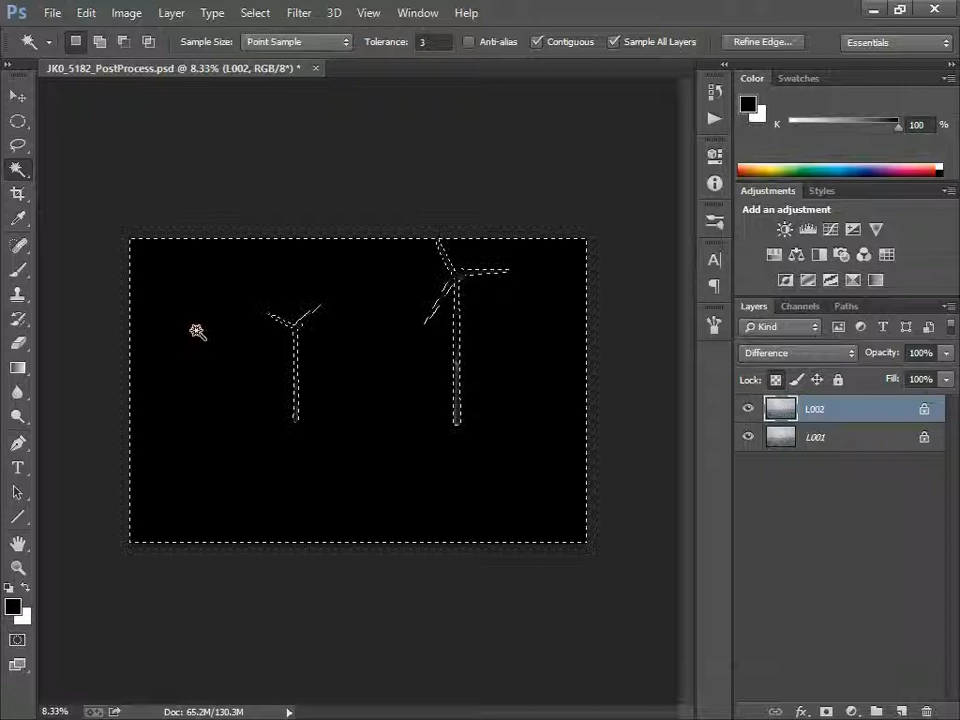 Ps File Edit Image Layer Type Select Filter 3D View Window Help
Sample Size: Point Sample Tolerance: 3 Anti-alias Contiguous Sample All Layers Refine Edge... Essentials
JK0_5182_PostProcess.psd @ 8.33% (L002, RGB/8*) * ×
Color Swatches
K 100 %
Adjustments Styles
Add an adjustment
Layers Channels Paths
Kind
Difference Opacity: 100%
Lock: Fill: 100%
L002
L001
8.33% Doc: 65.2M/130.3M